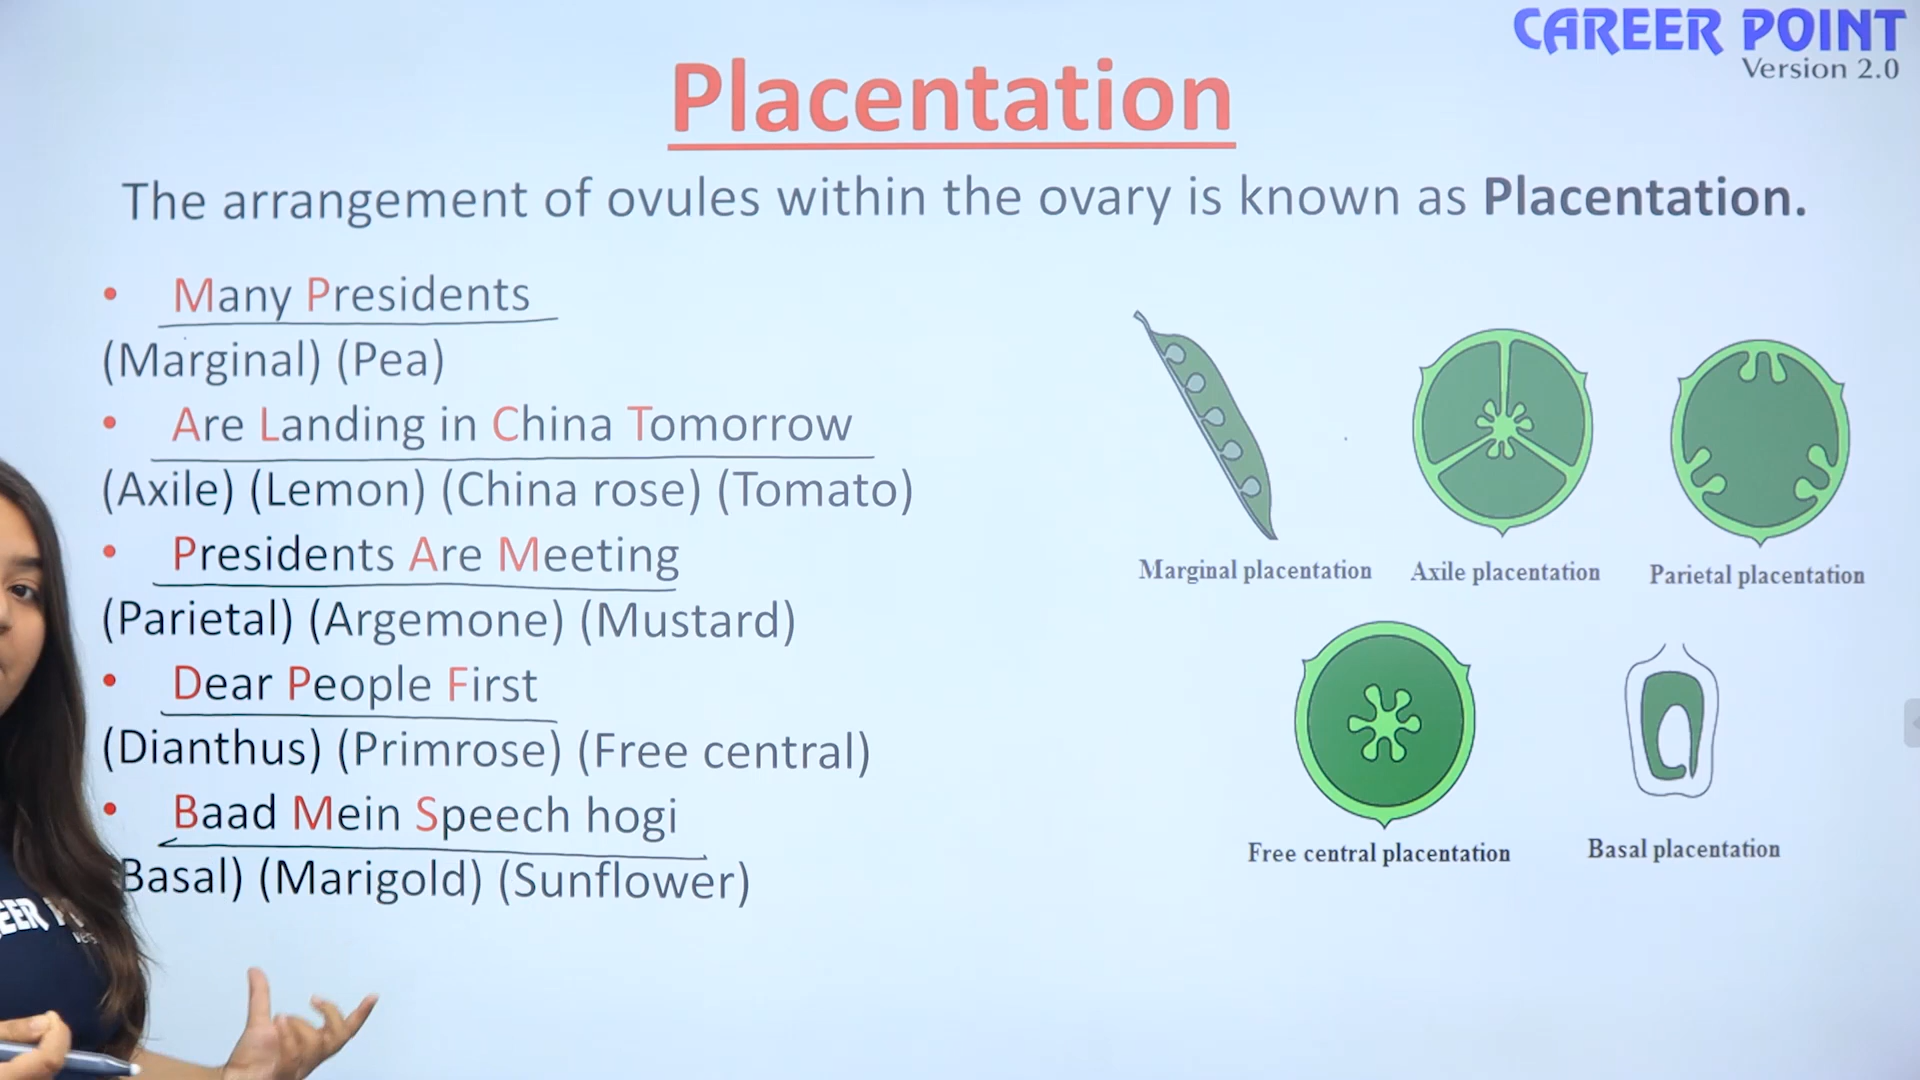 CAREER POINT
Version 2.0
Placentation
The arrangement of ovules within the ovary is known as Placentation.
• Many Presidents
(Marginal) (Pea)
• Are Landing in China Tomorrow
(Axile) (Lemon) (China rose) (Tomato)
• Presidents Are Meeting
(Parietal) (Argemone) (Mustard)
• Dear People First
(Dianthus) (Primrose) (Free central)
• Baad Mein Speech hogi
Basal) (Marigold) (Sunflower)
Marginal placentation
Axile placentation
Parietal placentation
Free central placentation
Basal placentation